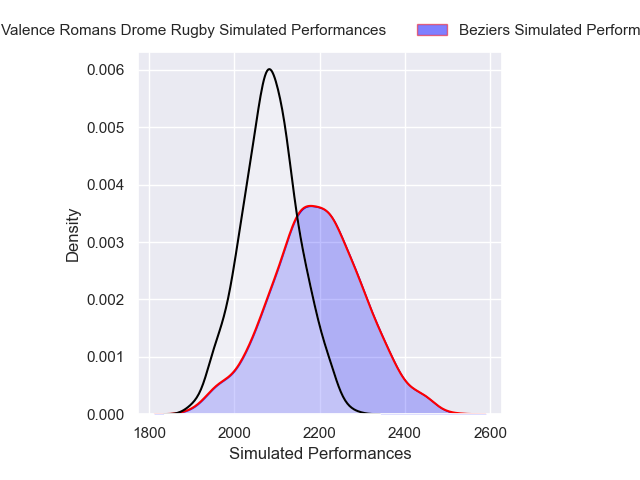 Valence Romans Drome Rugby Simulated Performances Beziers Simulated Perform
0.006
0.005
0.004
0.003
0.002
0.001
0.000
Density
1800 2000 2200 2400 2600
Simulated Performances